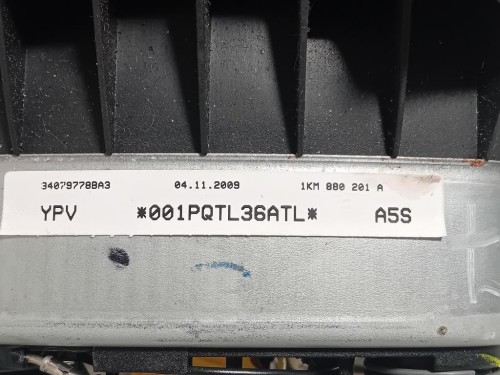 34079778BA3 04.11.2009 1KM 880 201 A
YPV *001PQTL36ATL* A5S